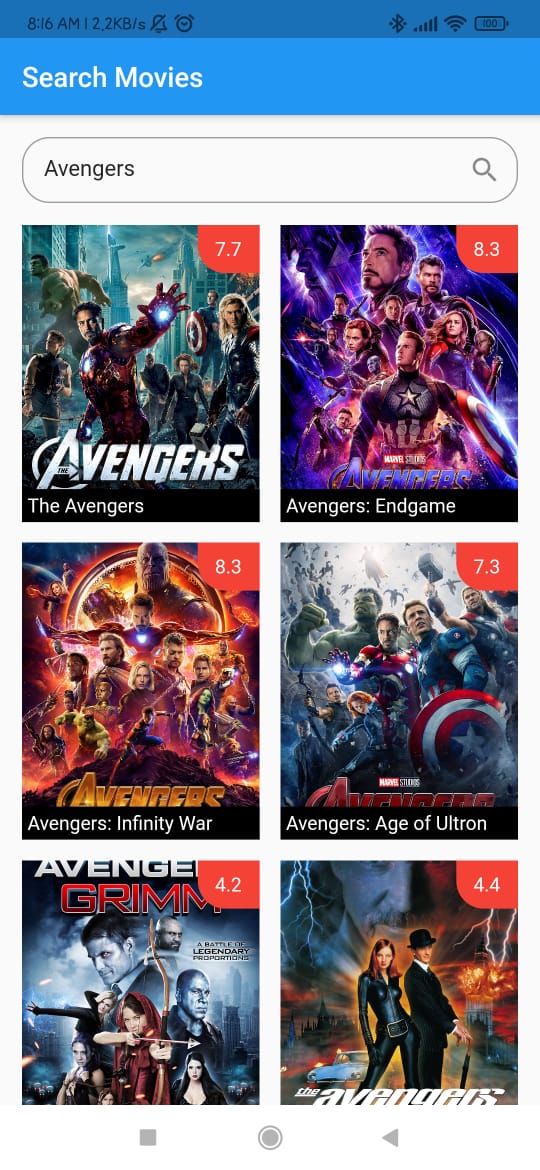 8:16 AM | 2,2KB/s
100
Search Movies
Avengers
7.7
THE AVENGERS
The Avengers
8.3
MARVEL STUDIOS
AVENGERS
Avengers: Endgame
8.3
AVENGERS
Avengers: Infinity War
7.3
MARVEL STUDIOS
AVENGERS
Avengers: Age of Ultron
4.2
AVENGE
GRIMM
A BATTLE OF
LEGENDARY
PROPORTIONS
4.4
the avengers